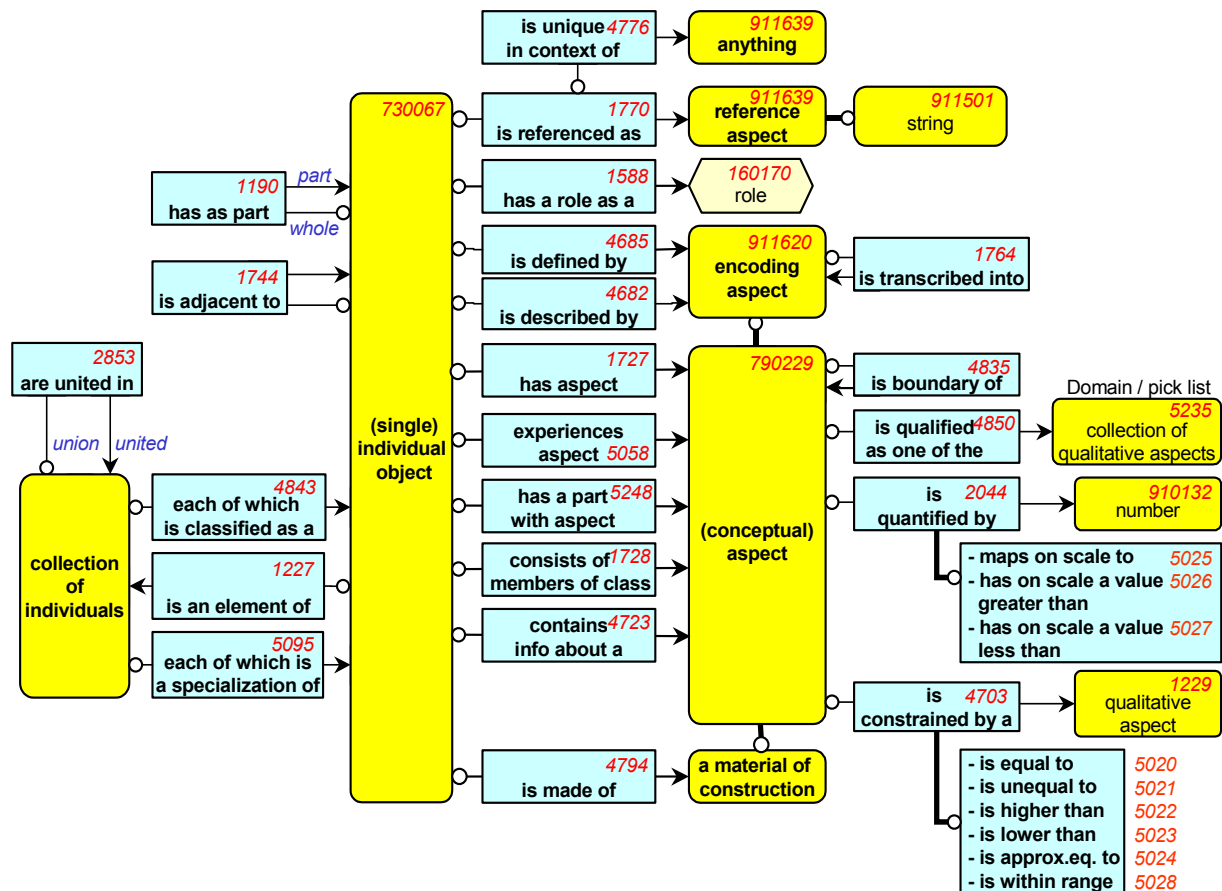 is unique 4776
in context of
911639
anything
730067
1770
is referenced as
911639
reference
aspect
911501
string
1190
has as part
part
whole
1588
has a role as a
160170
role
1744
is adjacent to
4685
is defined by
4682
is described by
911620
encoding
aspect
1764
is transcribed into
2853
are united in
union
united
1727
has aspect
790229
4835
is boundary of
Domain / pick list
(single)
individual
object
experiences
aspect 5058
is qualified 4850
as one of the
5235
collection of
qualitative aspects
4843
each of which
is classified as a
has a part 5248
with aspect
(conceptual)
aspect
is 2044
quantified by
910132
number
collection
of
individuals
1227
is an element of
consists of 1728
members of class
- maps on scale to 5025
- has on scale a value 5026
greater than
- has on scale a value 5027
less than
5095
each of which is
a specialization of
contains 4723
info about a
is 4703
constrained by a
1229
qualitative
aspect
4794
is made of
a material of
construction
- is equal to 5020
- is unequal to 5021
- is higher than 5022
- is lower than 5023
- is approx.eq. to 5024
- is within range 5028